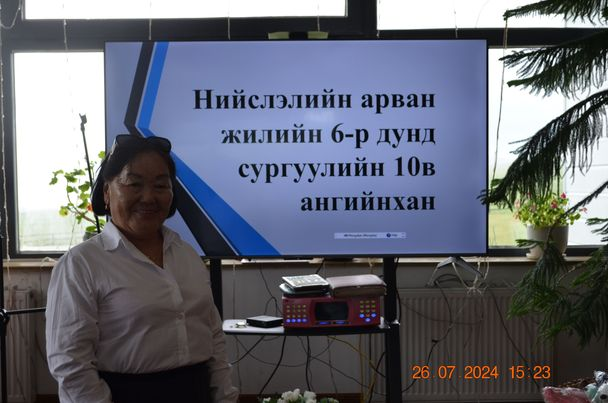 Нийслэлийн арван
жилийн 6-р дунд
сургуулийн 10в
ангийнхан
26 07 2024 15:23